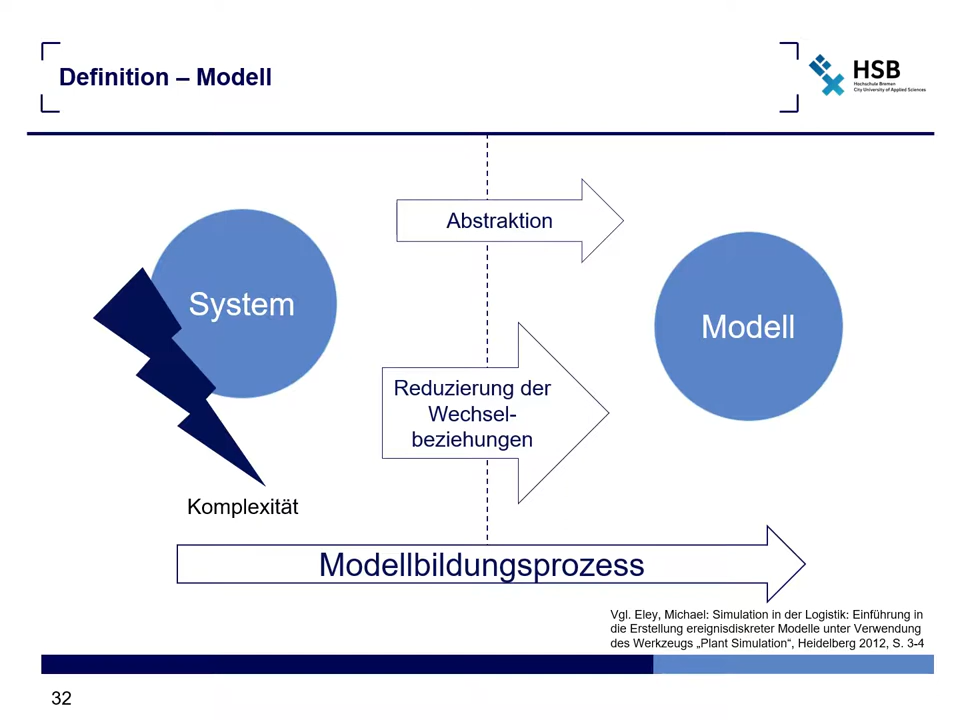 Definition – Modell
HSB
Hochschule Bremen
City University of Applied Sciences
Abstraktion
System
Modell
Reduzierung der
Wechsel-
beziehungen
Komplexität
Modellbildungsprozess
Vgl. Eley, Michael: Simulation in der Logistik: Einführung in
die Erstellung ereignisdiskreter Modelle unter Verwendung
des Werkzeugs „Plant Simulation“, Heidelberg 2012, S. 3-4
32